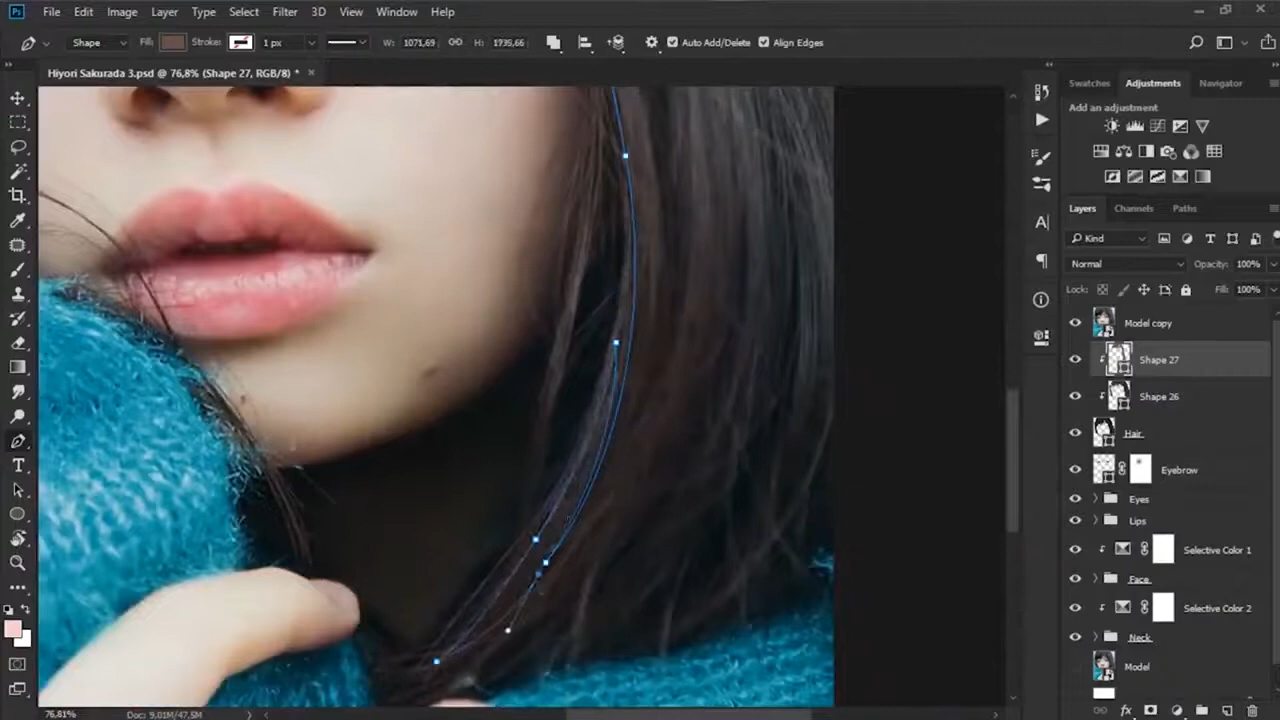 Ps File Edit Image Layer Type Select Filter 3D View Window Help
Shape Fill: Stroke: 1 px W: 1071,69 H: 1935,66 Auto Add/Delete Align Edges
Hiyori Sakurada 3.psd @ 76,8% (Shape 27, RGB/8) *
Swatches Adjustments Navigator
Add an adjustment
Layers Channels Paths
Kind
Normal Opacity: 100%
Lock: Fill: 100%
Model copy
Shape 27
Shape 26
Hair
Eyebrow
Eyes
Lips
Selective Color 1
Face
Selective Color 2
Neck
Model
76,81% Doc: 9,01M/47,5M